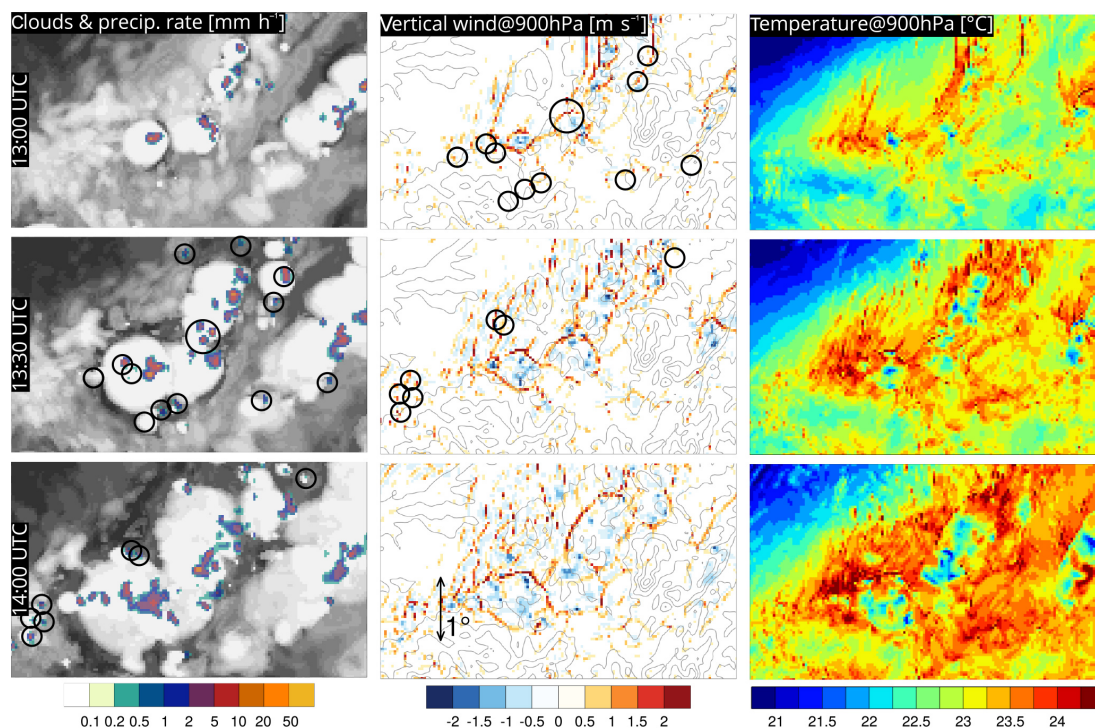 Clouds & precip. rate [mm h⁻¹]
Vertical wind@900hPa [m s⁻¹]
Temperature@900hPa [°C]
13:00 UTC
13:30 UTC
14:00 UTC
1°
0.1 0.2 0.5 1 2 5 10 20 50
-2 -1.5 -1 -0.5 0 0.5 1 1.5 2
21 21.5 22 22.5 23 23.5 24